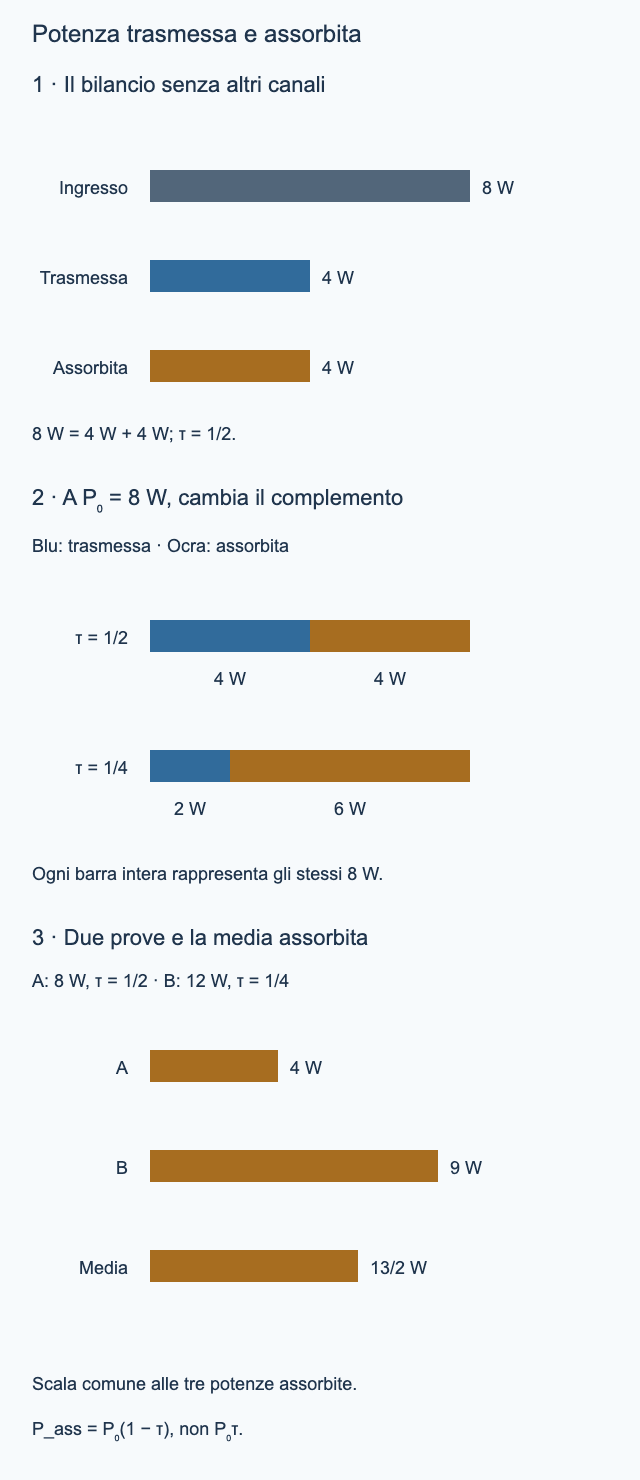 Potenza trasmessa e assorbita
1 · Il bilancio senza altri canali
Ingresso 8 W
Trasmessa 4 W
Assorbita 4 W
8 W = 4 W + 4 W; τ = 1/2.
2 · A P₀ = 8 W, cambia il complemento
Blu: trasmessa · Ocra: assorbita
τ = 1/2
4 W 4 W
τ = 1/4
2 W 6 W
Ogni barra intera rappresenta gli stessi 8 W.
3 · Due prove e la media assorbita
A: 8 W, τ = 1/2 · B: 12 W, τ = 1/4
A 4 W
B 9 W
Media 13/2 W
Scala comune alle tre potenze assorbite.
P_ass = P₀(1 − τ), non P₀τ.